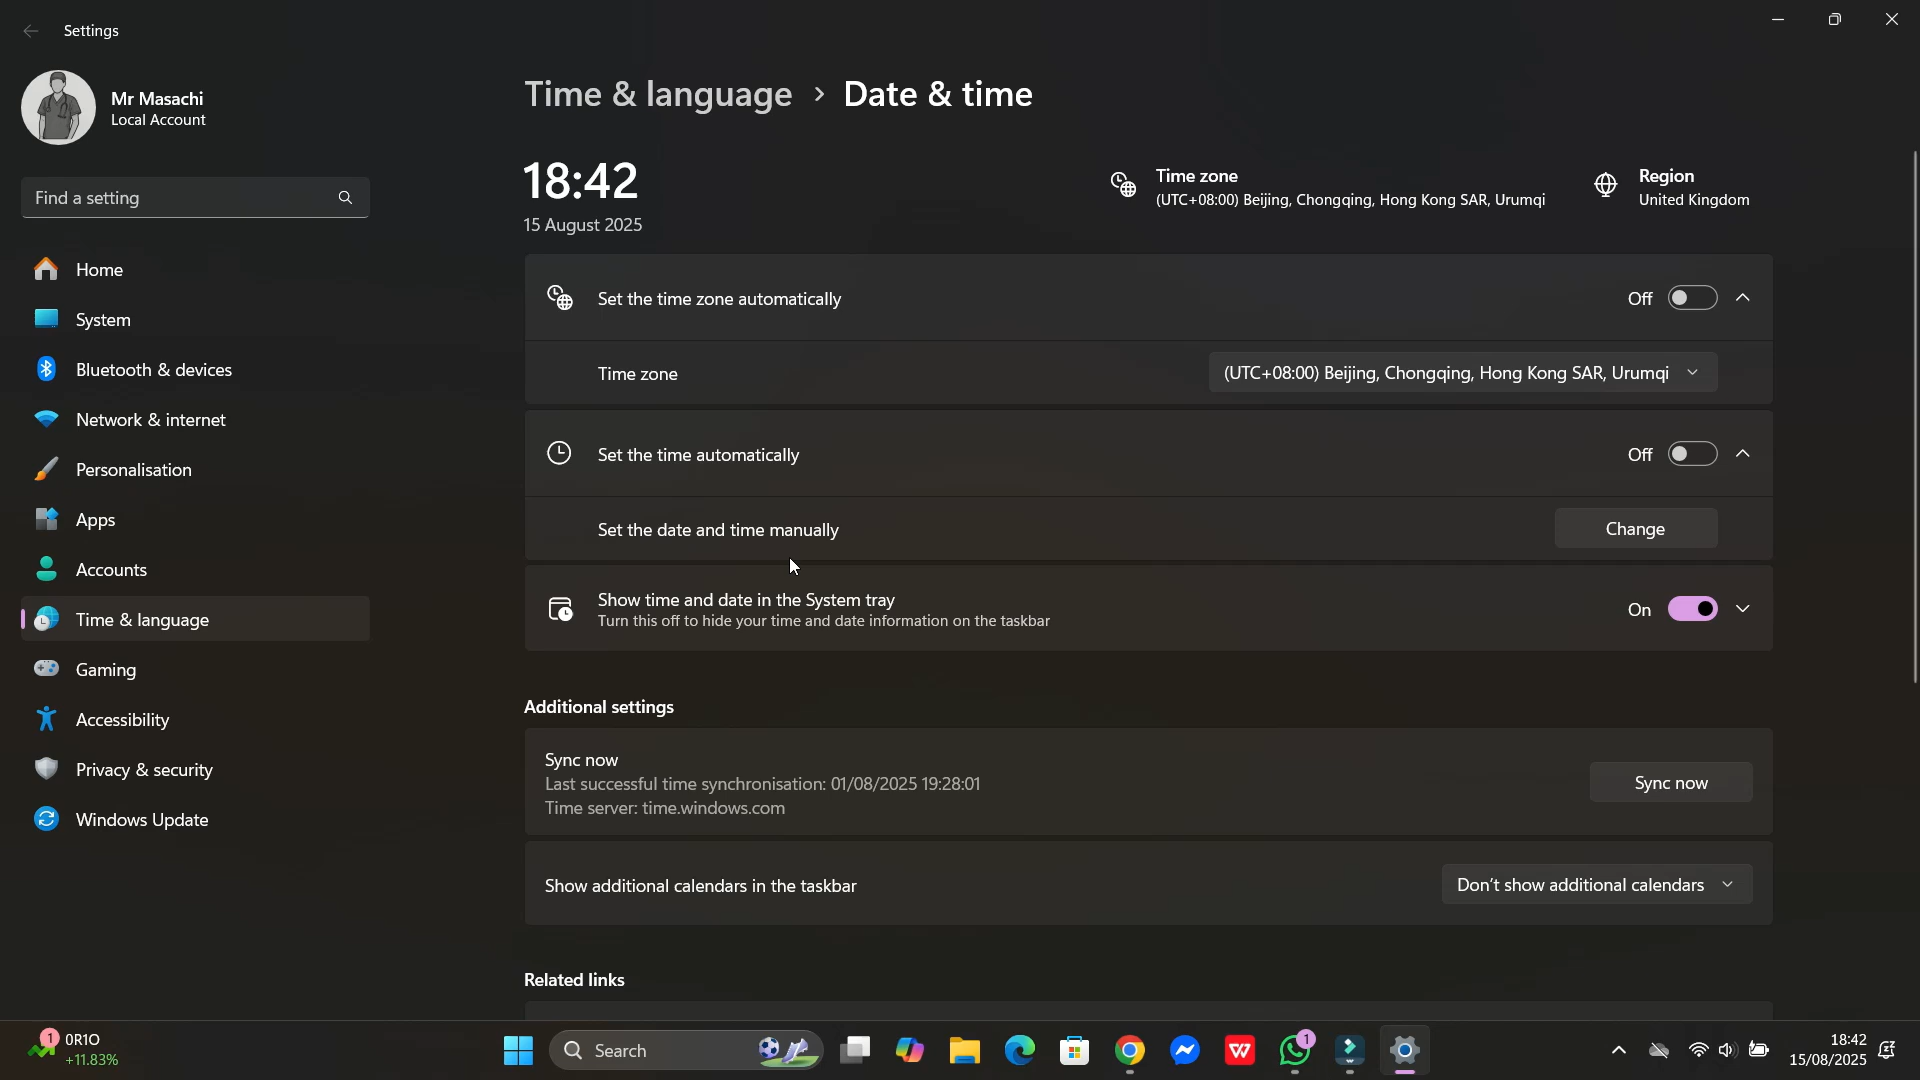 Settings
Mr Masachi
Local Account
Find a setting
Home
System
Bluetooth & devices
Network & internet
Personalisation
Apps
Accounts
Time & language
Gaming
Accessibility
Privacy & security
Windows Update
Time & language > Date & time
18:42
15 August 2025
Time zone
(UTC+08:00) Beijing, Chongqing, Hong Kong SAR, Urumqi
Region
United Kingdom
Set the time zone automatically Off
Time zone (UTC+08:00) Beijing, Chongqing, Hong Kong SAR, Urumqi
Set the time automatically Off
Set the date and time manually Change
Show time and date in the System tray On
Turn this off to hide your time and date information on the taskbar
Additional settings
Sync now
Last successful time synchronisation: 01/08/2025 19:28:01
Time server: time.windows.com
Sync now
Show additional calendars in the taskbar Don't show additional calendars
Related links
1
0R1O
+11.83%
Search
W
1
18:42
15/08/2025